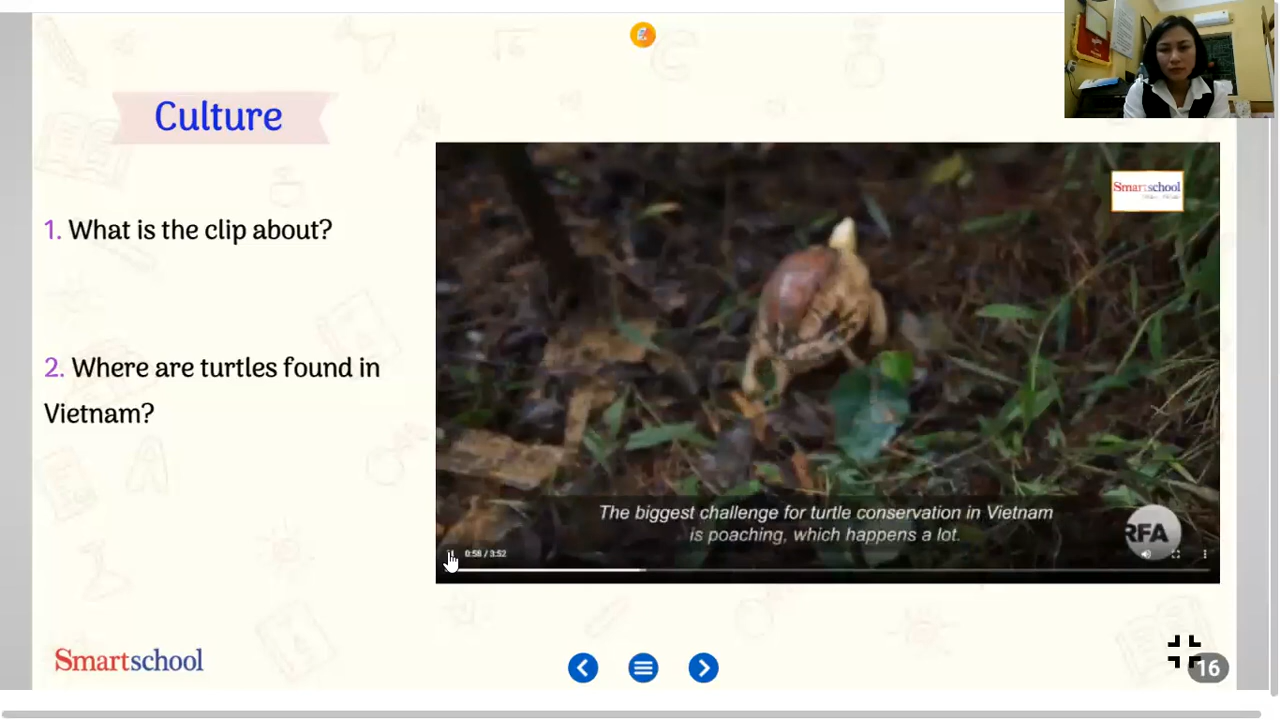 Culture
1. What is the clip about?
2. Where are turtles found in
Vietnam?
Smartschool
The biggest challenge for turtle conservation in Vietnam
is poaching, which happens a lot.
RFA
0:58 / 3:52
Smartschool
16